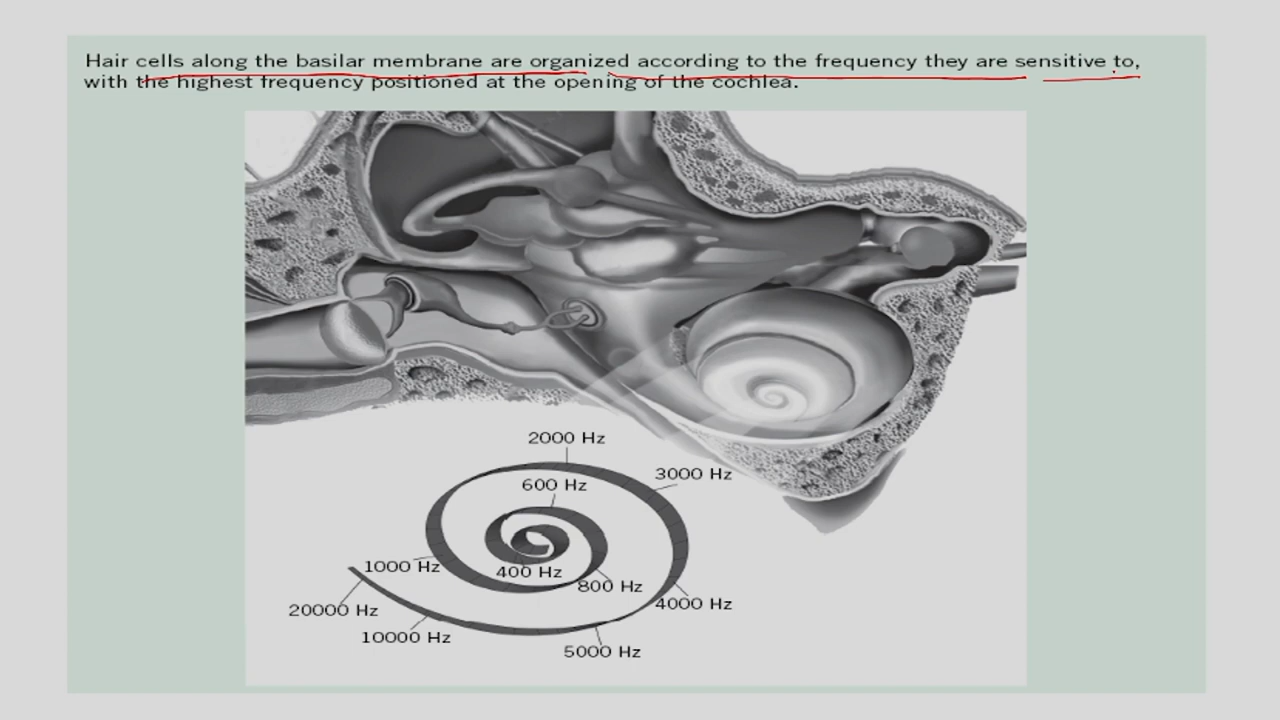 Hair cells along the basilar membrane are organized according to the frequency they are sensitive to,
with the highest frequency positioned at the opening of the cochlea.
2000 Hz
3000 Hz
600 Hz
1000 Hz
400 Hz
800 Hz
4000 Hz
20000 Hz
10000 Hz
5000 Hz